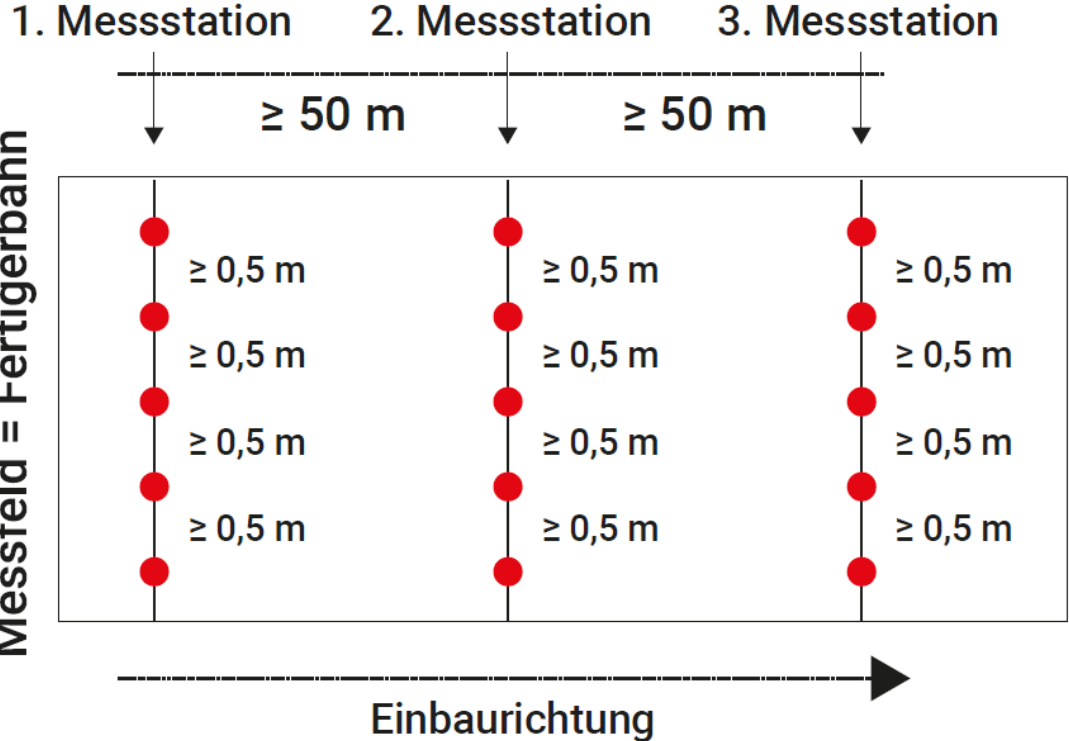 1. Messstation 2. Messstation 3. Messstation
≥ 50 m ≥ 50 m
Messfeld = Fertigerbahn
≥ 0,5 m ≥ 0,5 m ≥ 0,5 m
≥ 0,5 m ≥ 0,5 m ≥ 0,5 m
≥ 0,5 m ≥ 0,5 m ≥ 0,5 m
≥ 0,5 m ≥ 0,5 m ≥ 0,5 m
Einbaurichtung